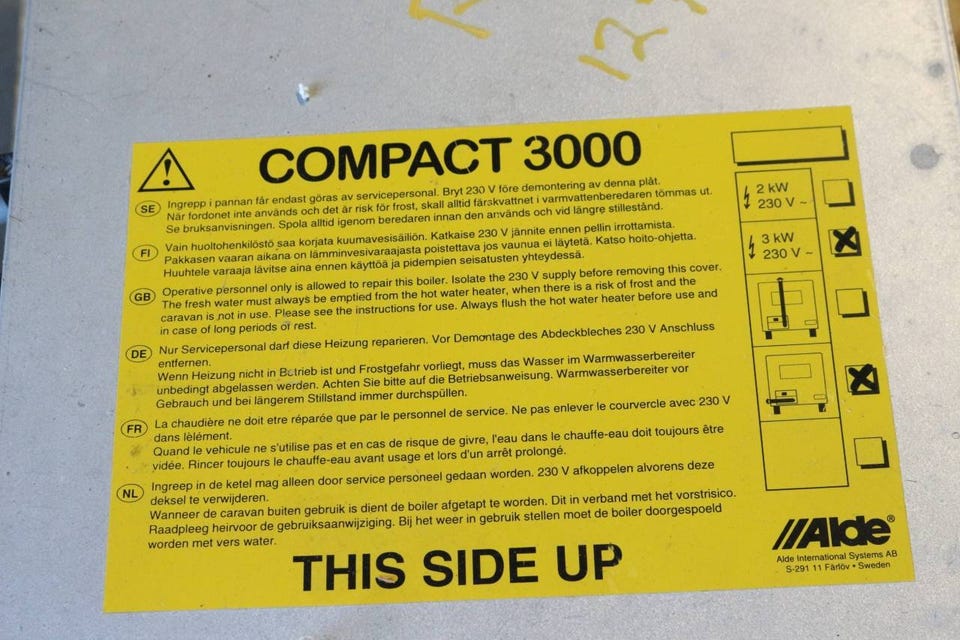 COMPACT 3000
SE
Ingrepp i pannan får endast göras av servicepersonal. Bryt 230 V före demontering av denna plåt.
När fordonet inte används och det är risk för frost, skall alltid färskvattnet i varmvattenberedaren tömmas ut.
Se bruksanvisningen. Spola alltid igenom beredaren innan den används och vid längre stillestånd.
FI
Vain huoltohenkilöstö saa korjata kuumavesisäiliön. Katkaise 230 V jännite ennen pellin irrottamista.
Pakkasen vaaran aikana on lämminvesivaraajasta poistettava jos vaunua ei läytetä. Katso hoito-ohjetta.
Huuhtele varaaja lävitse aina ennen käyttöä ja pidempien seisatusten yhteydessä.
GB
Operative personnel only is allowed to repair this boiler. Isolate the 230 V supply before removing this cover.
The fresh water must always be emptied from the hot water heater, when there is a risk of frost and the
caravan is not in use. Please see the instructions for use. Always flush the hot water heater before use and
in case of long periods of rest.
DE
Nur Servicepersonal darf diese Heizung reparieren. Vor Demontage des Abdeckbleches 230 V Anschluss
entfernen.
Wenn Heizung nicht in Betrieb ist und Frostgefahr vorliegt, muss das Wasser im Warmwasserbereiter
unbedingt abgelassen werden. Achten Sie bitte auf die Betriebsanweisung. Warmwasserbereiter vor
Gebrauch und bei längerem Stillstand immer durchspüllen.
FR
La chaudière ne doit etre réparée que par le personnel de service. Ne pas enlever le courvercle avec 230 V
dans lèlément.
Quand le vehicule ne s'utilise pas et en cas de risque de givre, l'eau dans le chauffe-eau doit toujours être
vidée. Rincer toujours le chauffe-eau avant usage et lors d'un arrêt prolongé.
NL
Ingreep in de ketel mag alleen door service personeel gedaan worden. 230 V afkoppelen alvorens deze
deksel te verwijderen.
Wanneer de caravan buiten gebruik is dient de boiler afgetapt te worden. Dit in verband met het vorstrisico.
Raadpleeg heirvoor de gebruiksaanwijziging. Bij het weer in gebruik stellen moet de boiler doorgespoeld
worden met vers water.
THIS SIDE UP
2 kW
230 V ~
3 kW
230 V ~
Alde®
Alde International Systems AB
S-291 11 Färlöv • Sweden